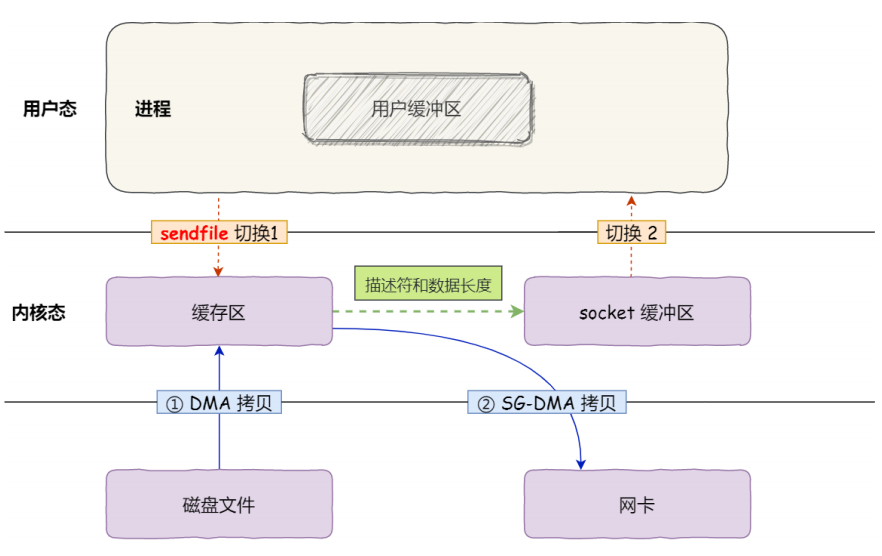 用户态
进程
用户缓冲区
sendfile 切换1
切换 2
描述符和数据长度
内核态
缓存区
socket 缓冲区
① DMA 拷贝
② SG-DMA 拷贝
磁盘文件
网卡